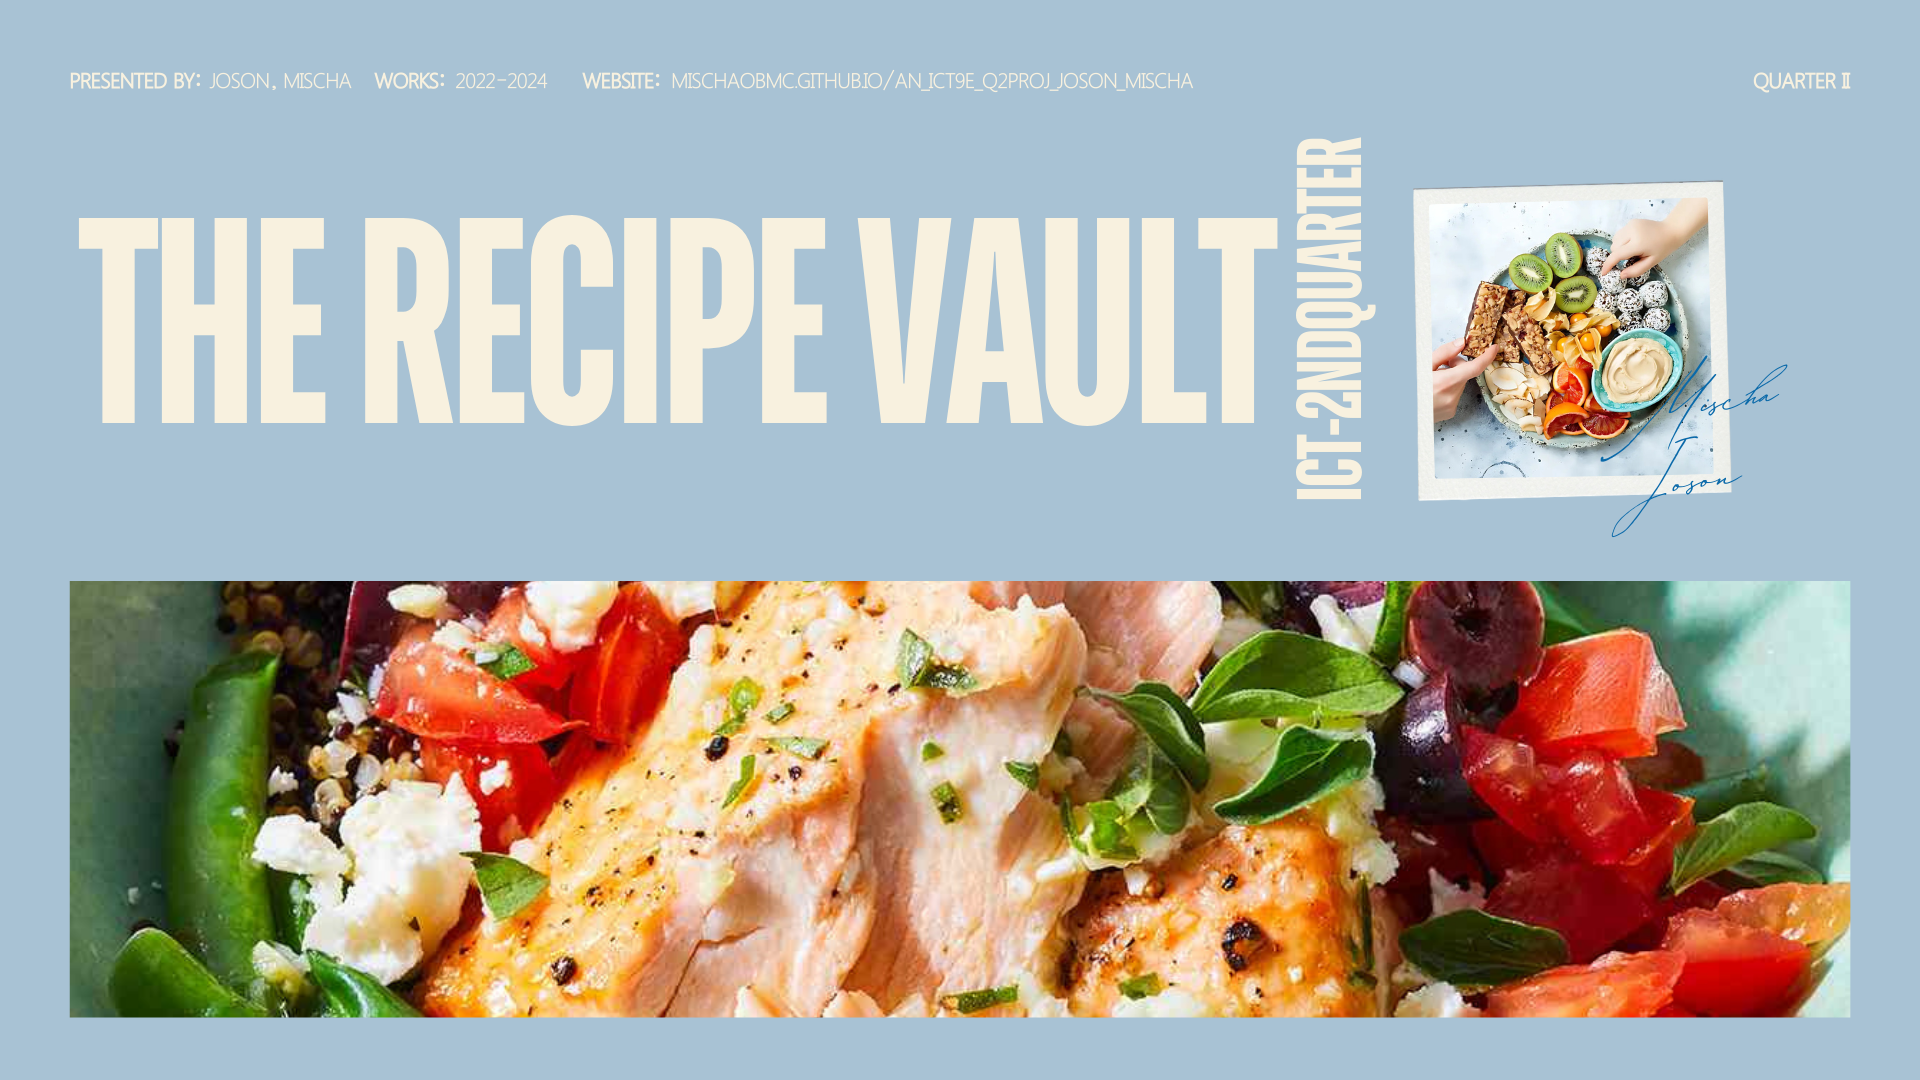 PRESENTED BY: JOSON, MISCHA WORKS: 2022-2024 WEBSITE: MISCHAOBMC.GITHUB.IO/AN_ICT9E_Q2PROJ_JOSON_MISCHA QUARTER II
THE RECIPE VAULT
ICT-2NDQUARTER
Mischa
Joson